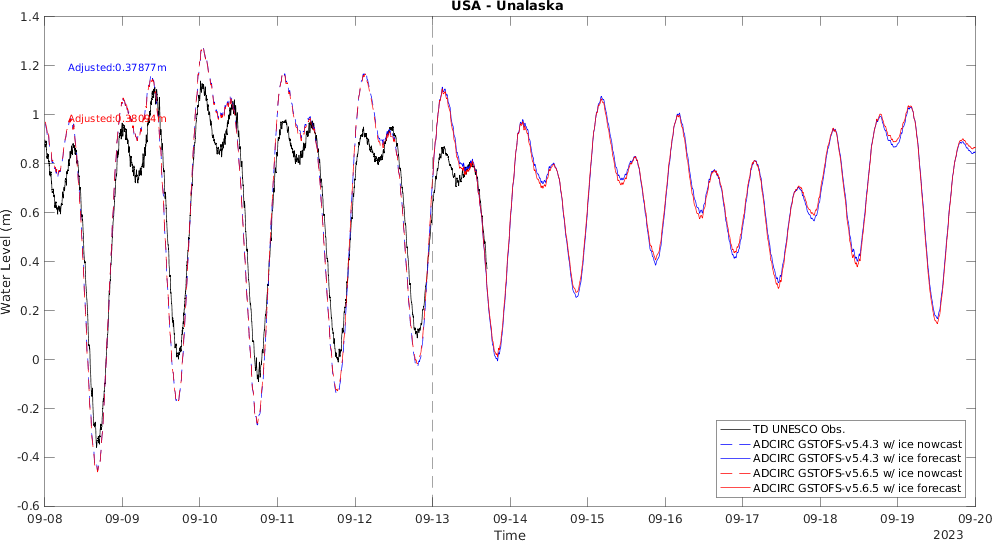 USA - Unalaska
1.4
1.2
1
0.8
0.6
0.4
0.2
0
-0.2
-0.4
-0.6
Water Level (m)
Adjusted:0.37877m
TD UNESCO Obs.
ADCIRC GSTOFS-v5.4.3 w/ ice nowcast
ADCIRC GSTOFS-v5.4.3 w/ ice forecast
ADCIRC GSTOFS-v5.6.5 w/ ice nowcast
ADCIRC GSTOFS-v5.6.5 w/ ice forecast
09-08 09-09 09-10 09-11 09-12 09-13 09-14 09-15 09-16 09-17 09-18 09-19 09-20
Time
2023